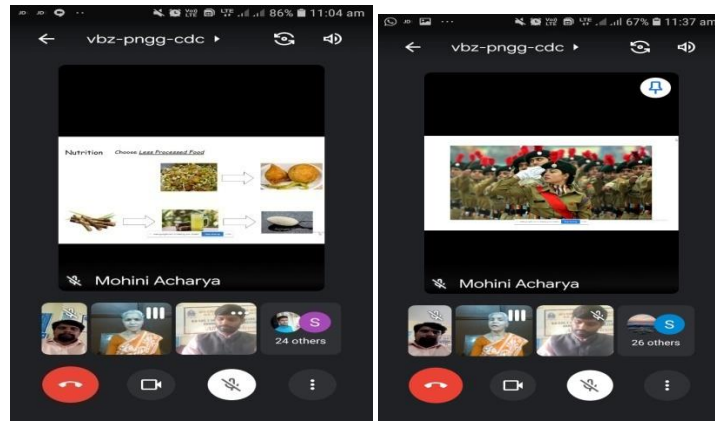 86% 11:04 am
vbz-pngg-cdc
Nutrition Choose Less Processed Food
Mohini Acharya
S
24 others
67% 11:37 am
vbz-pngg-cdc
Mohini Acharya
S
26 others